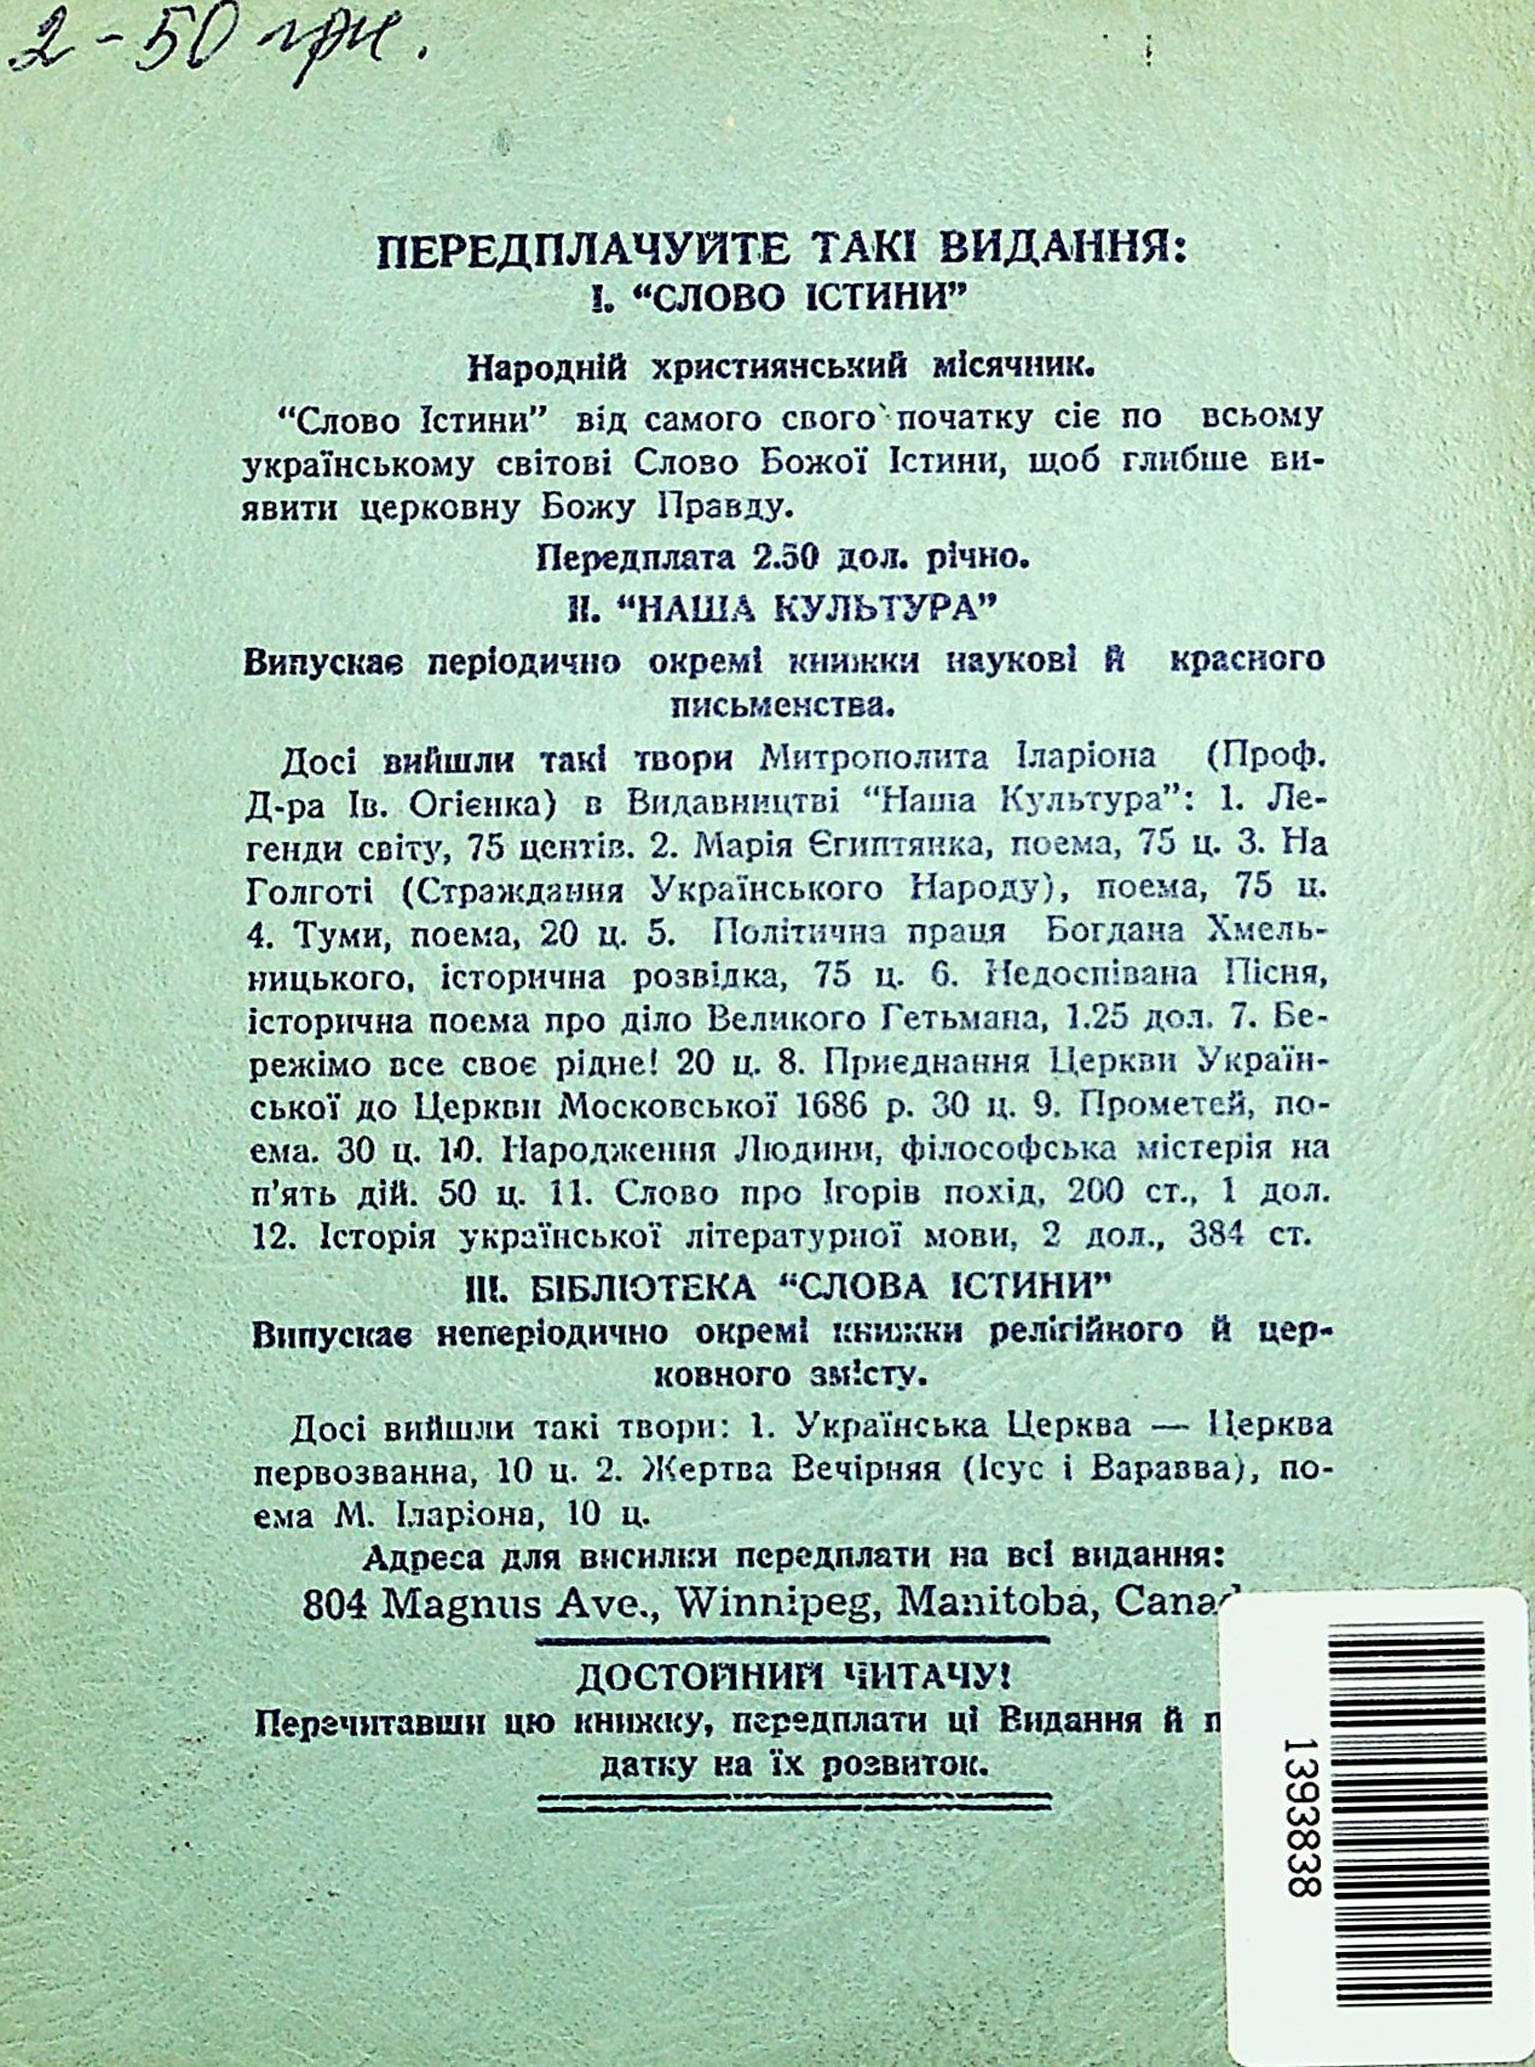 2-50 грн.
ПЕРЕДПЛАЧУЙТЕ ТАКІ ВИДАННЯ:
І. “СЛОВО ІСТИНИ”
Народній християнський місячник.
“Слово Істини” від самого свого початку сіє по всьому
українському світові Слово Божої Істини, щоб глибше ви-
явити церковну Божу Правду.
Передплата 2.50 дол. річно.
ІІ. “НАША КУЛЬТУРА”
Випускає періодично окремі книжки наукові й красного
письменства.
Досі вийшли такі твори Митрополита Іларіона (Проф.
Д-ра Ів. Огієнка) в Видавництві “Наша Культура”: 1. Ле-
генди світу, 75 центів. 2. Марія Єгиптянка, поема, 75 ц. 3. На
Голготі (Страждання Українського Народу), поема, 75 ц.
4. Туми, поема, 20 ц. 5. Політична праця Богдана Хмель-
ницького, історична розвідка, 75 ц. 6. Недоспівана Пісня,
історична поема про діло Великого Гетьмана, 1.25 дол. 7. Бе-
режімо все своє рідне! 20 ц. 8. Приєднання Церкви Україн-
ської до Церкви Московської 1686 р. 30 ц. 9. Прометей, по-
ема. 30 ц. 10. Народження Людини, філософська містерія на
п’ять дій. 50 ц. 11. Слово про Ігорів похід, 200 ст., 1 дол.
12. Історія української літературної мови, 2 дол., 384 ст.
ІІІ. БІБЛІОТЕКА “СЛОВА ІСТИНИ”
Випускає неперіодично окремі книжки релігійного й цер-
ковного змісту.
Досі вийшли такі твори: 1. Українська Церква — Церква
первозванна, 10 ц. 2. Жертва Вечірняя (Ісус і Варавва), по-
ема М. Іларіона, 10 ц.
Адреса для висилки передплати на всі видання:
804 Magnus Ave., Winnipeg, Manitoba,
ДОСТОЙНИЙ ЧИТАЧУ!
Перечитавши цю книжку, передплати ці Видання й
датку на їх розвиток.
1393838